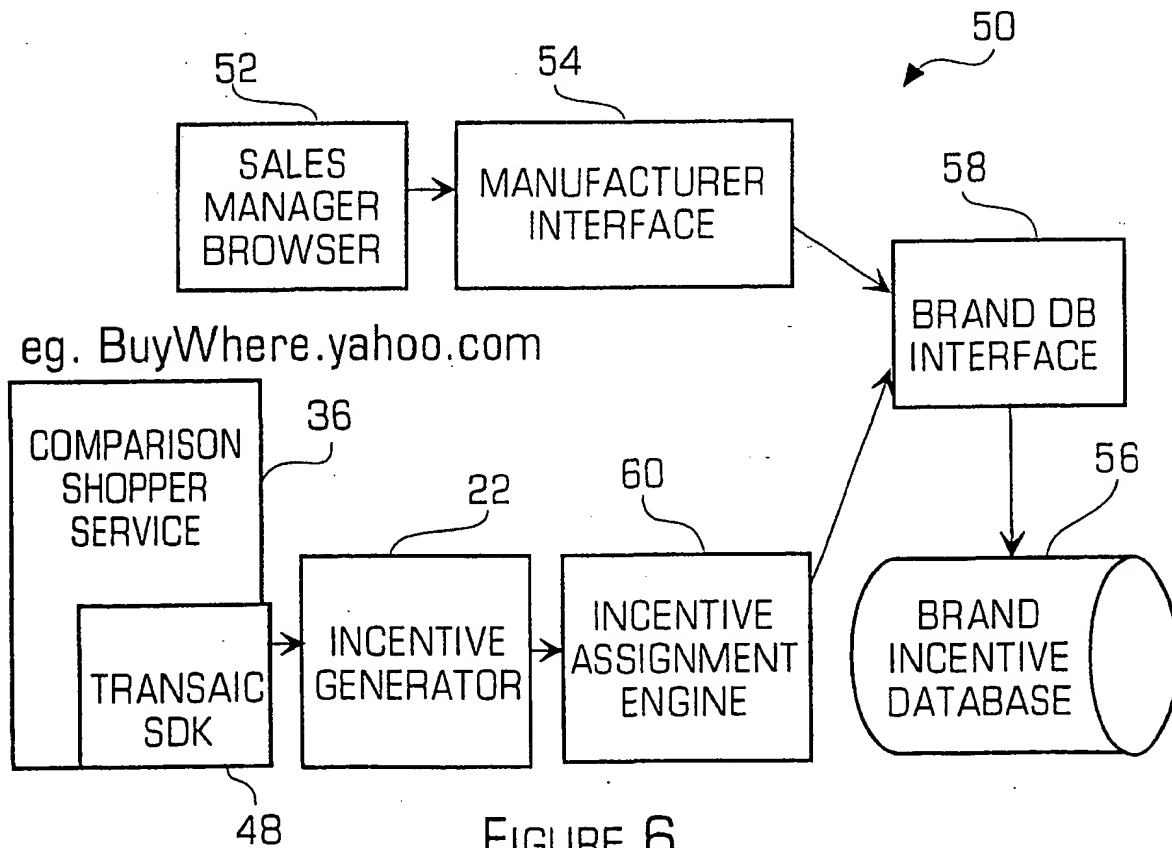 50
52
54
SALES
MANAGER
BROWSER
MANUFACTURER
INTERFACE
58
BRAND DB
INTERFACE
eg. BuyWhere.yahoo.com
COMPARISON
SHOPPER
SERVICE
36
TRANSAIC
SDK
48
22
INCENTIVE
GENERATOR
60
INCENTIVE
ASSIGNMENT
ENGINE
56
BRAND
INCENTIVE
DATABASE
FIGURE 6